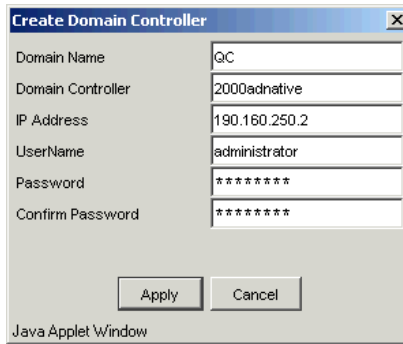 Create Domain Controller
Domain Name QC
Domain Controller 2000adnative
IP Address 190.160.250.2
UserName administrator
Password ********
Confirm Password ********
Apply Cancel
Java Applet Window